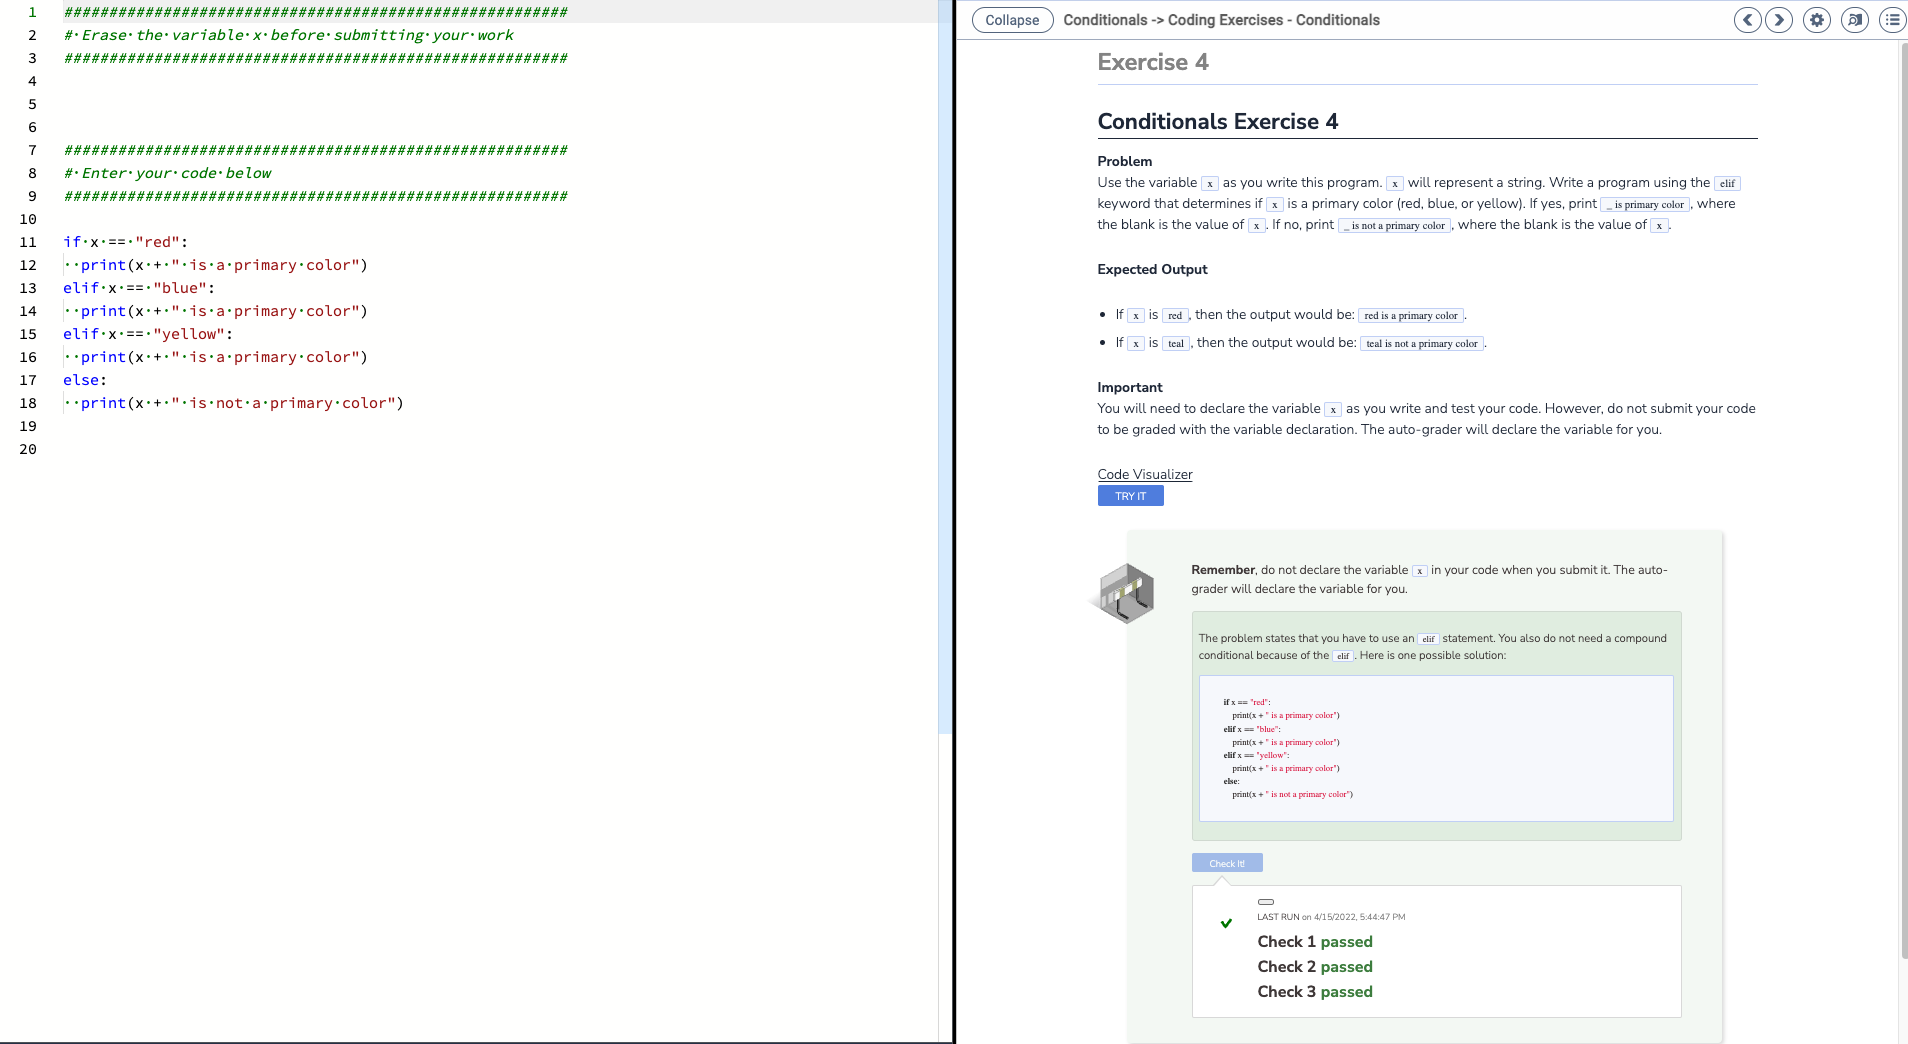 1 ########################################################
2 # Erase the variable x before submitting your work
3 ########################################################
4
5
6
7 ########################################################
8 # Enter your code below
9 ########################################################
10
11 if x == "red":
12 print(x + " is a primary color")
13 elif x == "blue":
14 print(x + " is a primary color")
15 elif x == "yellow":
16 print(x + " is a primary color")
17 else:
18 print(x + " is not a primary color")
19
20
Collapse Conditionals -> Coding Exercises - Conditionals
Exercise 4
Conditionals Exercise 4
Problem
Use the variable x as you write this program. x will represent a string. Write a program using the elif
keyword that determines if x is a primary color (red, blue, or yellow). If yes, print _ is primary color, where
the blank is the value of x. If no, print _ is not a primary color, where the blank is the value of x.
Expected Output
• If x is red, then the output would be: red is a primary color.
• If x is teal, then the output would be: teal is not a primary color.
Important
You will need to declare the variable x as you write and test your code. However, do not submit your code
to be graded with the variable declaration. The auto-grader will declare the variable for you.
Code Visualizer
TRY IT
Remember, do not declare the variable x in your code when you submit it. The auto-
grader will declare the variable for you.
The problem states that you have to use an elif statement. You also do not need a compound
conditional because of the elif. Here is one possible solution:
if x == "red":
print(x + " is a primary color")
elif x == "blue":
print(x + " is a primary color")
elif x == "yellow":
print(x + " is a primary color")
else:
print(x + " is not a primary color")
Check It!
LAST RUN on 4/15/2022, 5:44:47 PM
Check 1 passed
Check 2 passed
Check 3 passed